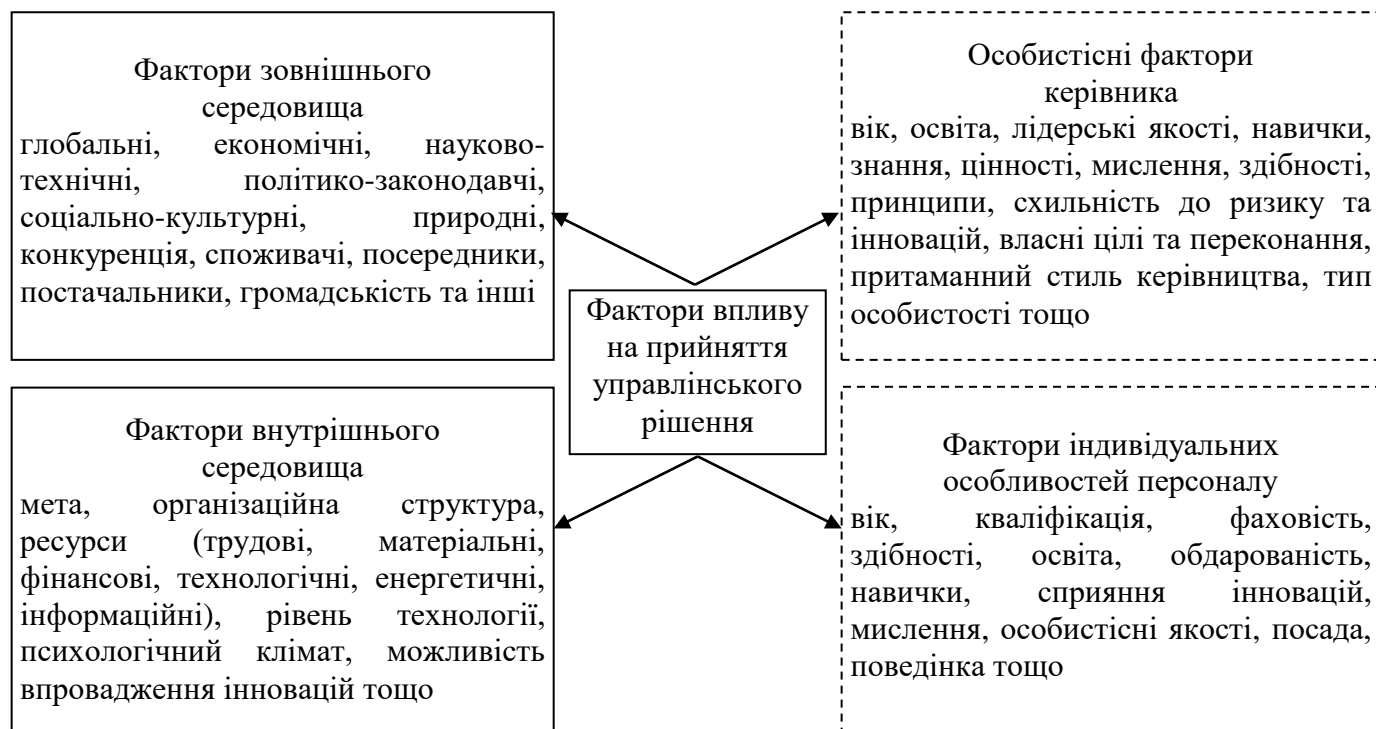 Фактори зовнішнього
середовища
глобальні, економічні, науково-
технічні, політико-законодавчі,
соціально-культурні, природні,
конкуренція, споживачі, посередники,
постачальники, громадськість та інші
Особистісні фактори
керівника
вік, освіта, лідерські якості, навички,
знання, цінності, мислення, здібності,
принципи, схильність до ризику та
інновацій, власні цілі та переконання,
притаманний стиль керівництва, тип
особистості тощо
Фактори впливу
на прийняття
управлінського
рішення
Фактори внутрішнього
середовища
мета, організаційна структура,
ресурси (трудові, матеріальні,
фінансові, технологічні, енергетичні,
інформаційні), рівень технології,
психологічний клімат, можливість
впровадження інновацій тощо
Фактори індивідуальних
особливостей персоналу
вік, кваліфікація, фаховість,
здібності, освіта, обдарованість,
навички, сприяння інновацій,
мислення, особистісні якості, посада,
поведінка тощо